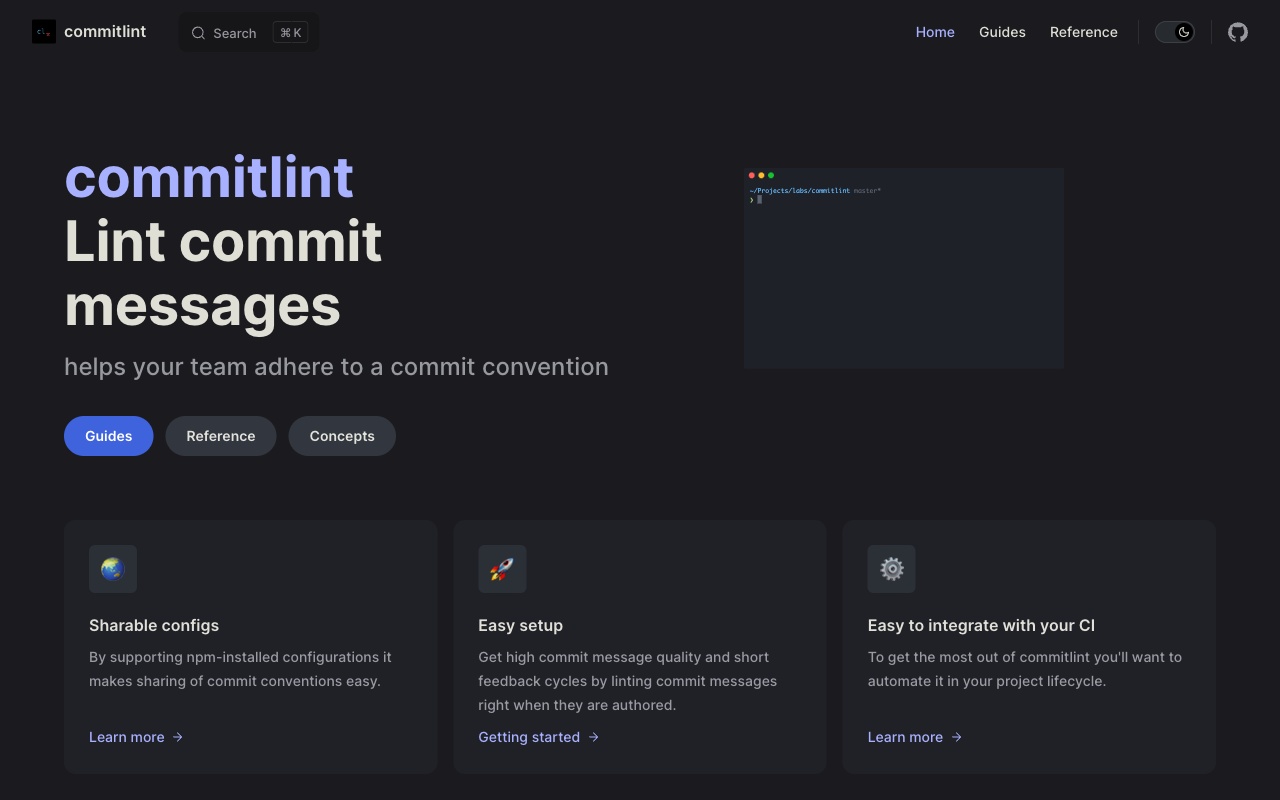 commitlint
Search ⌘ K
Home
Guides
Reference
commitlint
Lint commit
messages
helps your team adhere to a commit convention
Guides
Reference
Concepts
~/Projects/labs/commitlint master*
❯
Sharable configs
By supporting npm-installed configurations it
makes sharing of commit conventions easy.
Learn more →
Easy setup
Get high commit message quality and short
feedback cycles by linting commit messages
right when they are authored.
Getting started →
Easy to integrate with your CI
To get the most out of commitlint you'll want to
automate it in your project lifecycle.
Learn more →